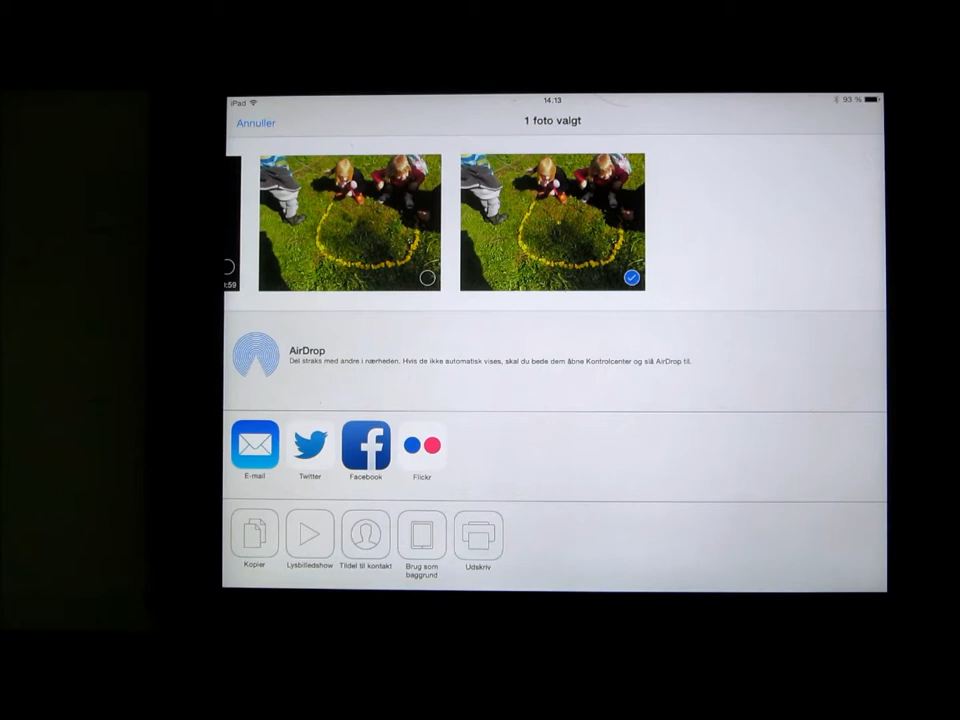 iPad
14.13
93 %
Annuller
1 foto valgt
:59
AirDrop
Del straks med andre i nærheden. Hvis de ikke automatisk vises, skal du bede dem åbne Kontrolcenter og slå AirDrop til.
E-mail
Twitter
Facebook
Flickr
Kopier
Lysbilledshow
Tildel til kontakt
Brug som
baggrund
Udskriv